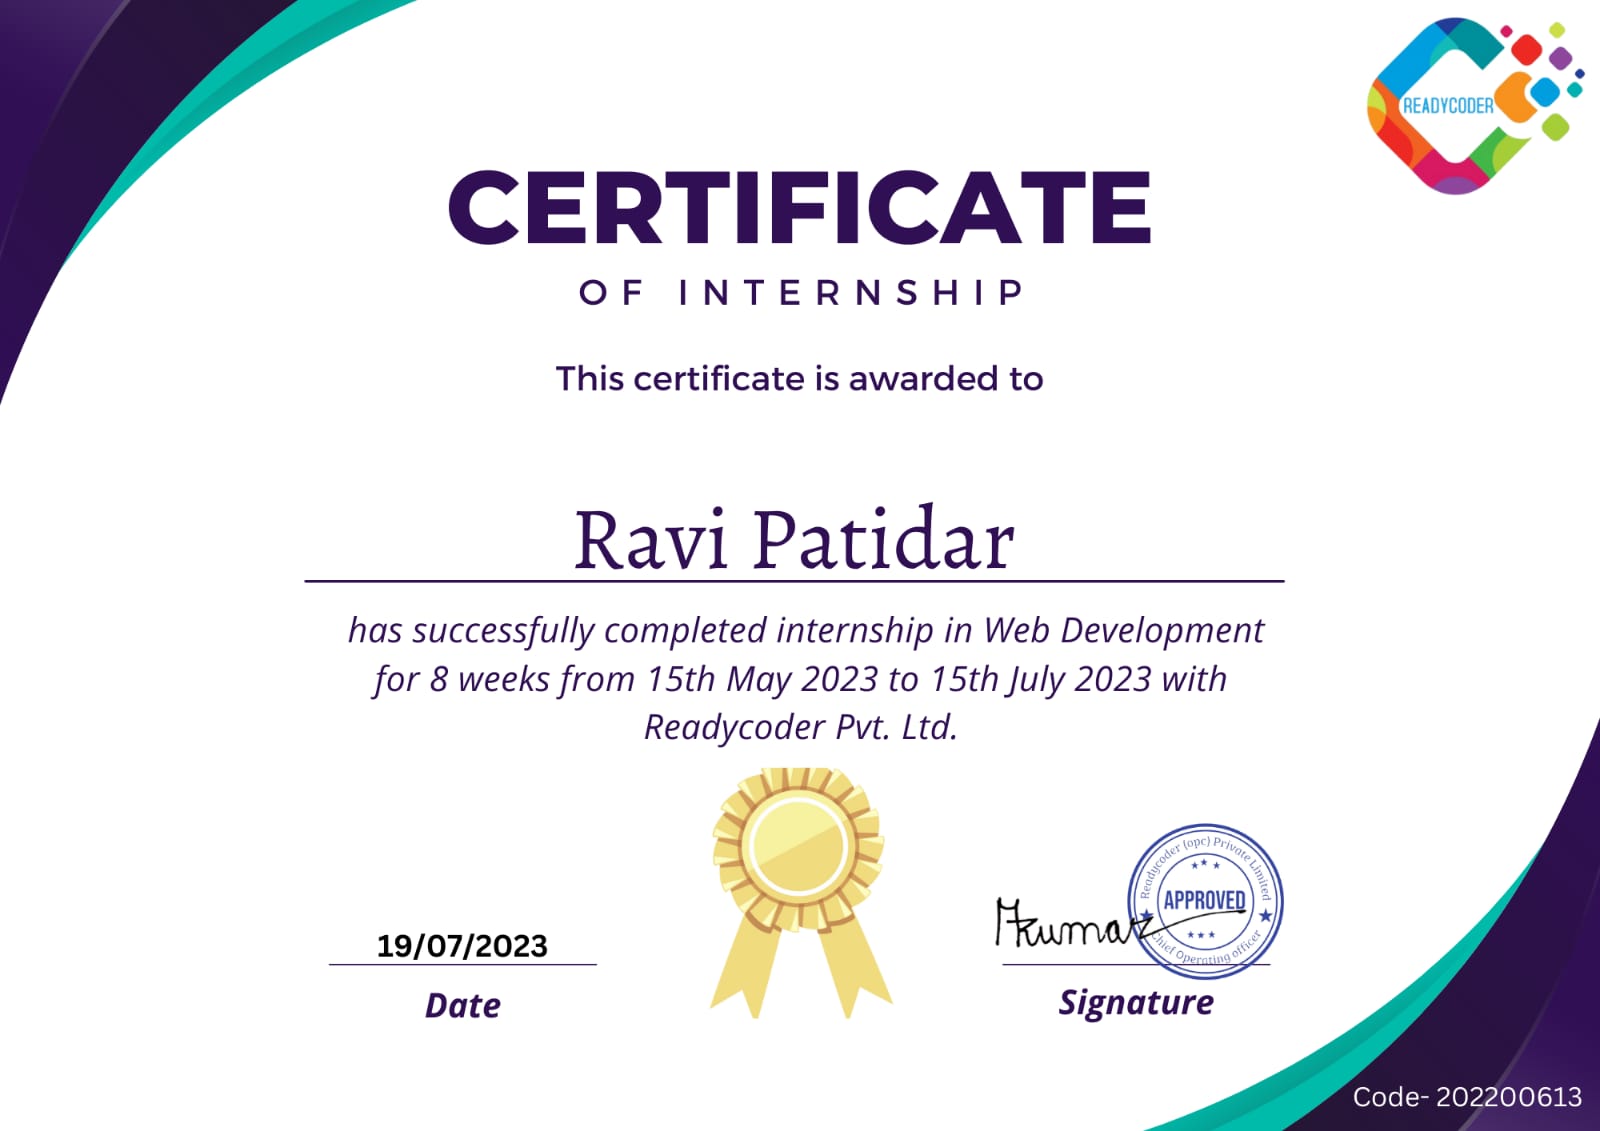 READYCODER
CERTIFICATE
OF INTERNSHIP
This certificate is awarded to
Ravi Patidar
has successfully completed internship in Web Development
for 8 weeks from 15th May 2023 to 15th July 2023 with
Readycoder Pvt. Ltd.
19/07/2023
Date
Mkumar
Readycoder (opc) Private Limited
APPROVED
Chief Operating officer
Signature
Code- 202200613